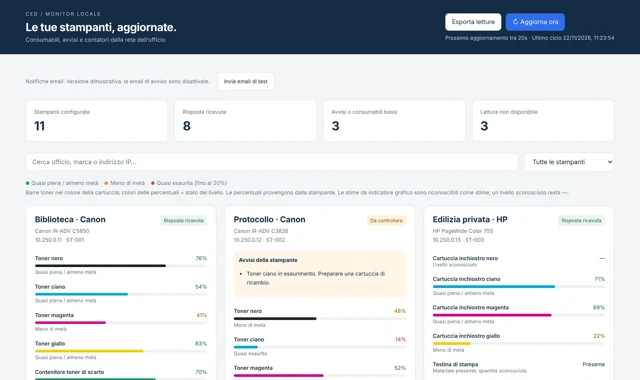 CED / MONITOR LOCALE
Le tue stampanti, aggiornate.
Consumabili, avvisi e contatori dalla rete dell'ufficio.
Esporta letture
↻ Aggiorna ora
Prossimo aggiornamento tra 20s · Ultimo ciclo 22/11/2026, 11:23:54
Notifiche email: Versione dimostrativa: le email di avviso sono disattivate.
Invia email di test
Stampanti configurate
11
Risposte ricevute
8
Avvisi o consumabili bassi
3
Lettura non disponibile
3
Cerca ufficio, marca o indirizzo IP...
Tutte le stampanti
Quasi piena / almeno metà
Meno di metà
Quasi esaurita (fino al 20%)
Barre toner nel colore della cartuccia; colori delle percentuali = stato del livello. Le percentuali provengono dalla stampante. Le stime da indicatore grafico sono riconoscibili come stime; un livello sconosciuto resta —.
Biblioteca · Canon
Risposta ricevuta
Canon iR-ADV C5850
10.250.0.11 · ST-001
Toner nero
76%
Quasi piena / almeno metà
Toner ciano
54%
Quasi piena / almeno metà
Toner magenta
41%
Meno di metà
Toner giallo
63%
Quasi piena / almeno metà
Contenitore toner di scarto
70%
Protocollo · Canon
Da controllare
Canon iR-ADV C3826
10.250.0.12 · ST-002
Avvisi della stampante
• Toner ciano in esaurimento. Preparare una cartuccia di
ricambio.
Toner nero
48%
Meno di metà
Toner ciano
14%
Quasi esaurita
Toner magenta
52%
Edilizia privata · HP
Risposta ricevuta
HP PageWide Color 755
10.250.0.13 · ST-003
Cartuccia inchiostro nero
—
Livello sconosciuto
Cartuccia inchiostro ciano
71%
Quasi piena / almeno metà
Cartuccia inchiostro magenta
69%
Quasi piena / almeno metà
Cartuccia inchiostro giallo
22%
Meno di metà
Testina di stampa
Presente
Materiale presente; quantità sconosciuta